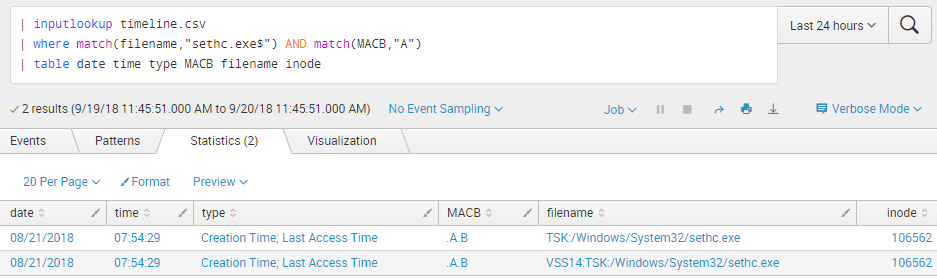 | inputlookup timeline.csv
| where match(filename,"sethc.exe$") AND match(MACB,"A")
| table date time type MACB filename inode
Last 24 hours
2 results (9/19/18 11:45:51.000 AM to 9/20/18 11:45:51.000 AM) No Event Sampling Job Verbose Mode
Events Patterns Statistics (2) Visualization
20 Per Page Format Preview
date time type MACB filename inode
08/21/2018 07:54:29 Creation Time; Last Access Time .A.B TSK:/Windows/System32/sethc.exe 106562
08/21/2018 07:54:29 Creation Time; Last Access Time .A.B VSS14:TSK:/Windows/System32/sethc.exe 106562